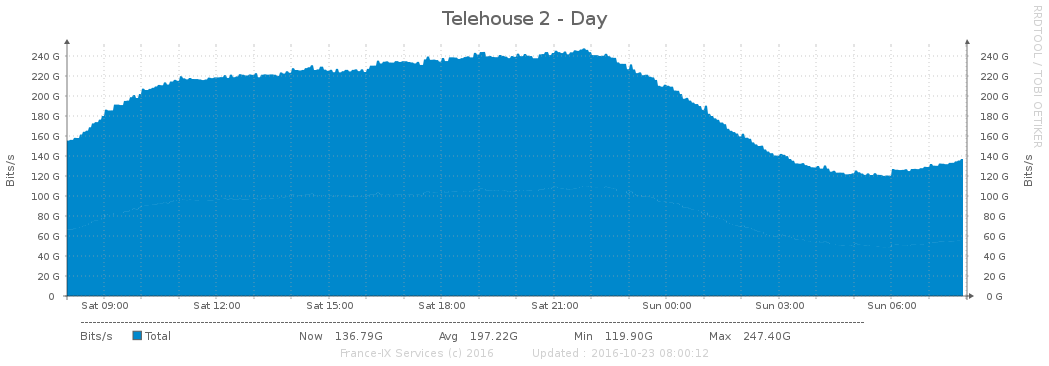 Telehouse 2 - Day
RRDTOOL / TOBI OETIKER
Bits/s
240 G 240 G
220 G 220 G
200 G 200 G
180 G 180 G
160 G 160 G
140 G 140 G
120 G 120 G
100 G 100 G
80 G 80 G
60 G 60 G
40 G 40 G
20 G 20 G
0 0 G
Bits/s
Sat 09:00 Sat 12:00 Sat 15:00 Sat 18:00 Sat 21:00 Sun 00:00 Sun 03:00 Sun 06:00
Bits/s Total Now 136.79G Avg 197.22G Min 119.90G Max 247.40G
France-IX Services (c) 2016 Updated : 2016-10-23 08:00:12